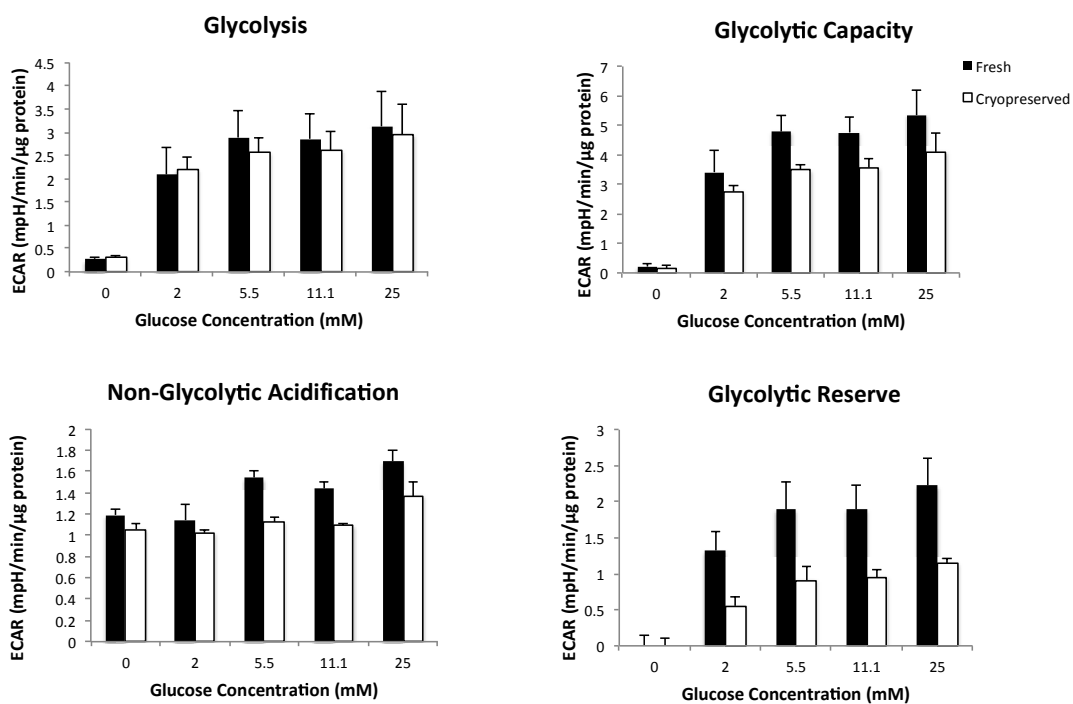 Glycolysis
ECAR (mpH/min/µg protein)
4.5
4
3.5
3
2.5
2
1.5
1
0.5
0
0 2 5.5 11.1 25
Glucose Concentration (mM)
Glycolytic Capacity
ECAR (mpH/min/µg protein)
7
6
5
4
3
2
1
0
0 2 5.5 11.1 25
Glucose Concentration (mM)
Fresh
Cryopreserved
Non-Glycolytic Acidification
ECAR (mpH/min/µg protein)
2
1.8
1.6
1.4
1.2
1
0.8
0.6
0.4
0.2
0
0 2 5.5 11.1 25
Glucose Concentration (mM)
Glycolytic Reserve
ECAR (mpH/min/µg protein)
3
2.5
2
1.5
1
0.5
0
0 2 5.5 11.1 25
Glucose Concentration (mM)